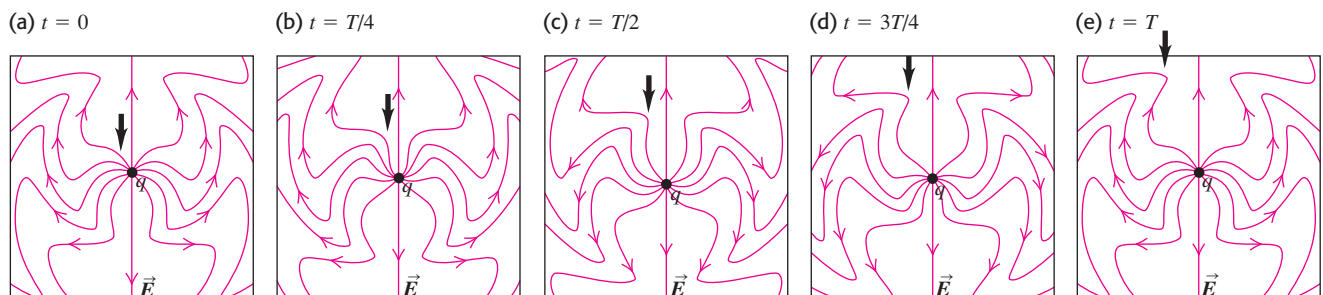 (a) t = 0
(b) t = T/4
(c) t = T/2
(d) t = 3T/4
(e) t = T
q
q
q
q
q
E⃗
E⃗
E⃗
E⃗
E⃗